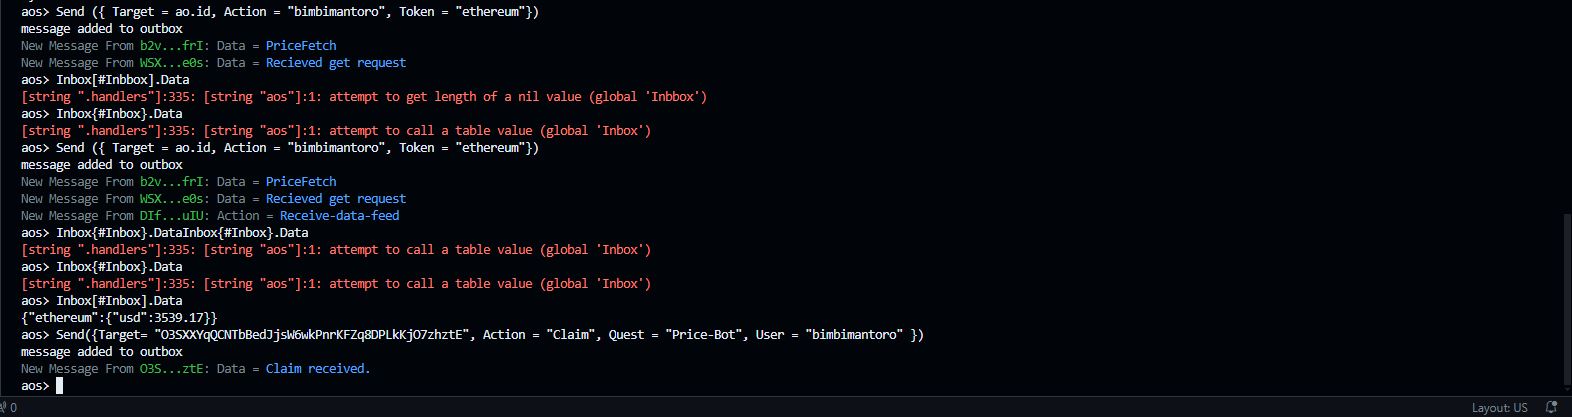 aos> Send ({ Target = ao.id, Action = "bimbimantoro", Token = "ethereum"})
message added to outbox
New Message From b2v...frI: Data = PriceFetch
New Message From WSX...e0s: Data = Recieved get request
aos> Inbox[#Inbbox].Data
[string ".handlers"]:335: [string "aos"]:1: attempt to get length of a nil value (global 'Inbbox')
aos> Inbox{#Inbox}.Data
[string ".handlers"]:335: [string "aos"]:1: attempt to call a table value (global 'Inbox')
aos> Send ({ Target = ao.id, Action = "bimbimantoro", Token = "ethereum"})
message added to outbox
New Message From b2v...frI: Data = PriceFetch
New Message From WSX...e0s: Data = Recieved get request
New Message From DIf...uIU: Action = Receive-data-feed
aos> Inbox{#Inbox}.DataInbox{#Inbox}.Data
[string ".handlers"]:335: [string "aos"]:1: attempt to call a table value (global 'Inbox')
aos> Inbox{#Inbox}.Data
[string ".handlers"]:335: [string "aos"]:1: attempt to call a table value (global 'Inbox')
aos> Inbox[#Inbox].Data
{"ethereum":{"usd":3539.17}}
aos> Send({Target= "O3SXXYqQCNTbBedJjsW6wkPnrKFZq8DPLkKjO7zhztE", Action = "Claim", Quest = "Price-Bot", User = "bimbimantoro" })
message added to outbox
New Message From O3S...ztE: Data = Claim received.
aos>
0
Layout: US